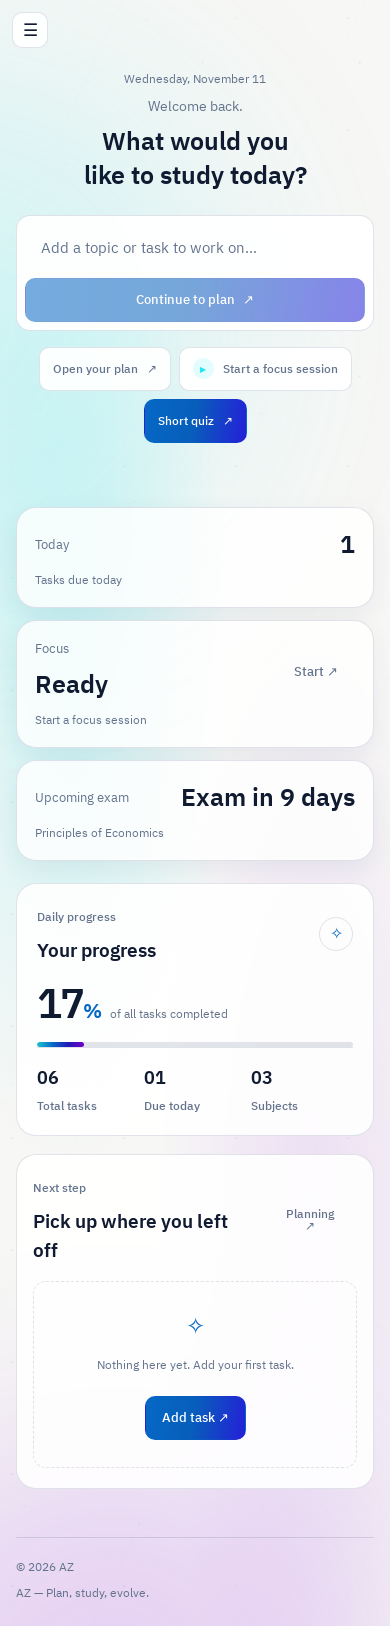 ☰
Wednesday, November 11
Welcome back.
What would you
like to study today?
Add a topic or task to work on...
Continue to plan ↗
Open your plan ↗
▸ Start a focus session
Short quiz ↗
Today
1
Tasks due today
Focus
Ready
Start ↗
Start a focus session
Upcoming exam
Exam in 9 days
Principles of Economics
Daily progress
Your progress
✧
17% of all tasks completed
06 01 03
Total tasks Due today Subjects
Next step
Pick up where you left
off
Planning
↗
✧
Nothing here yet. Add your first task.
Add task ↗
© 2026 AZ
AZ — Plan, study, evolve.